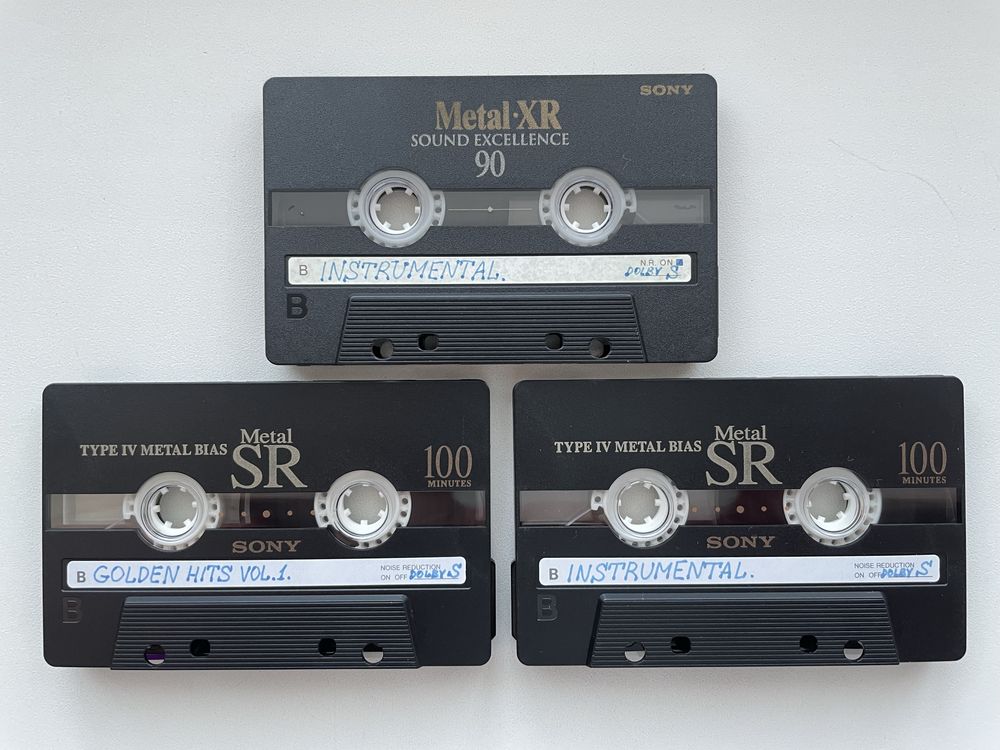 SONY
Metal·XR
SOUND EXCELLENCE
90
B INSTRUMENTAL.
N.R. ON
DOLBY S
B
TYPE IV METAL BIAS
Metal
SR
100
MINUTES
SONY
B GOLDEN HITS VOL.1.
NOISE REDUCTION
ON OFF DOLBY S
B
TYPE IV METAL BIAS
Metal
SR
100
MINUTES
SONY
B INSTRUMENTAL.
NOISE REDUCTION
ON OFF DOLBY S
B